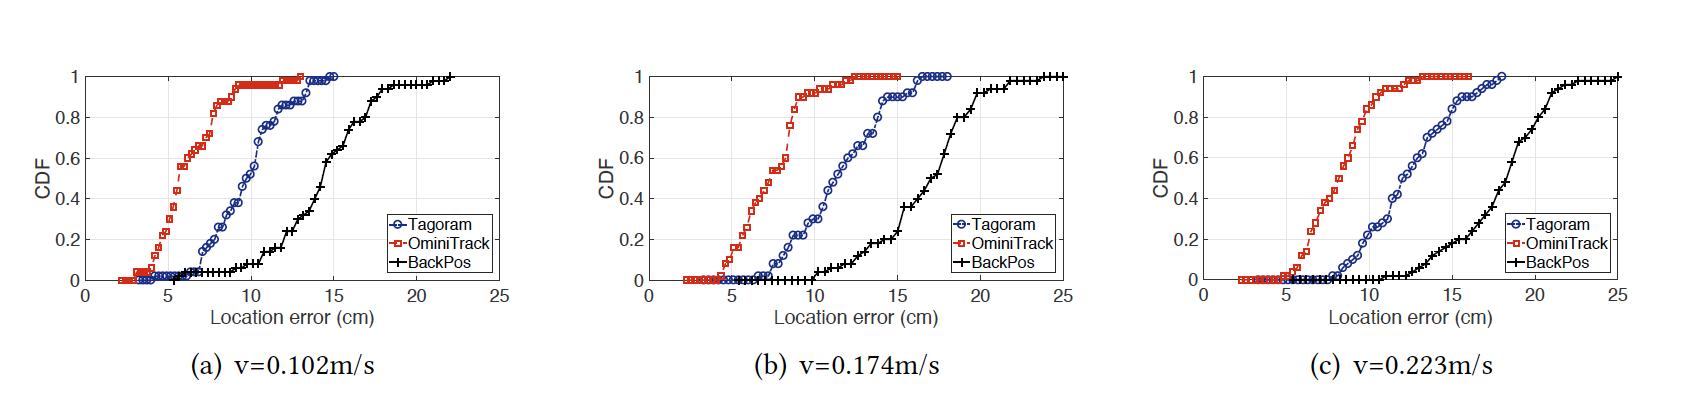 CDF
1
0.8
0.6
0.4
0.2
0
0 5 10 15 20 25
Tagoram
OminiTrack
BackPos
Location error (cm)
(a) v=0.102m/s
CDF
1
0.8
0.6
0.4
0.2
0
0 5 10 15 20 25
Tagoram
OminiTrack
BackPos
Location error (cm)
(b) v=0.174m/s
CDF
1
0.8
0.6
0.4
0.2
0
0 5 10 15 20 25
Tagoram
OminiTrack
BackPos
Location error (cm)
(c) v=0.223m/s